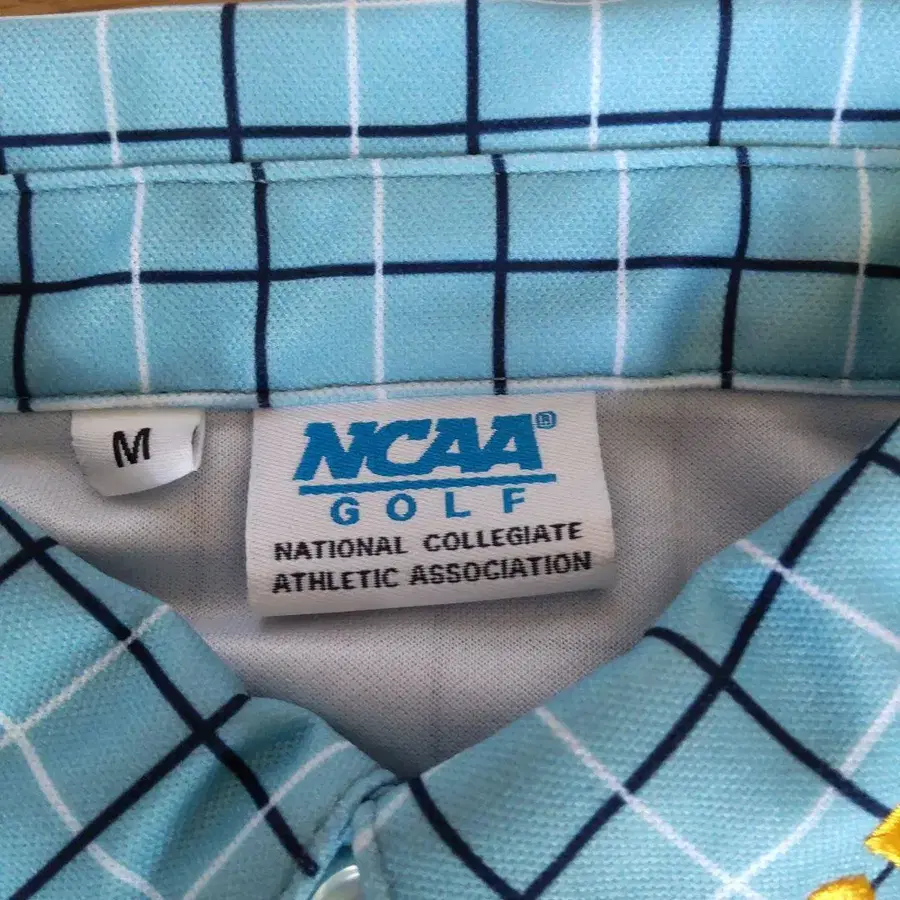 M
NCAA®
GOLF
NATIONAL COLLEGIATE
ATHLETIC ASSOCIATION